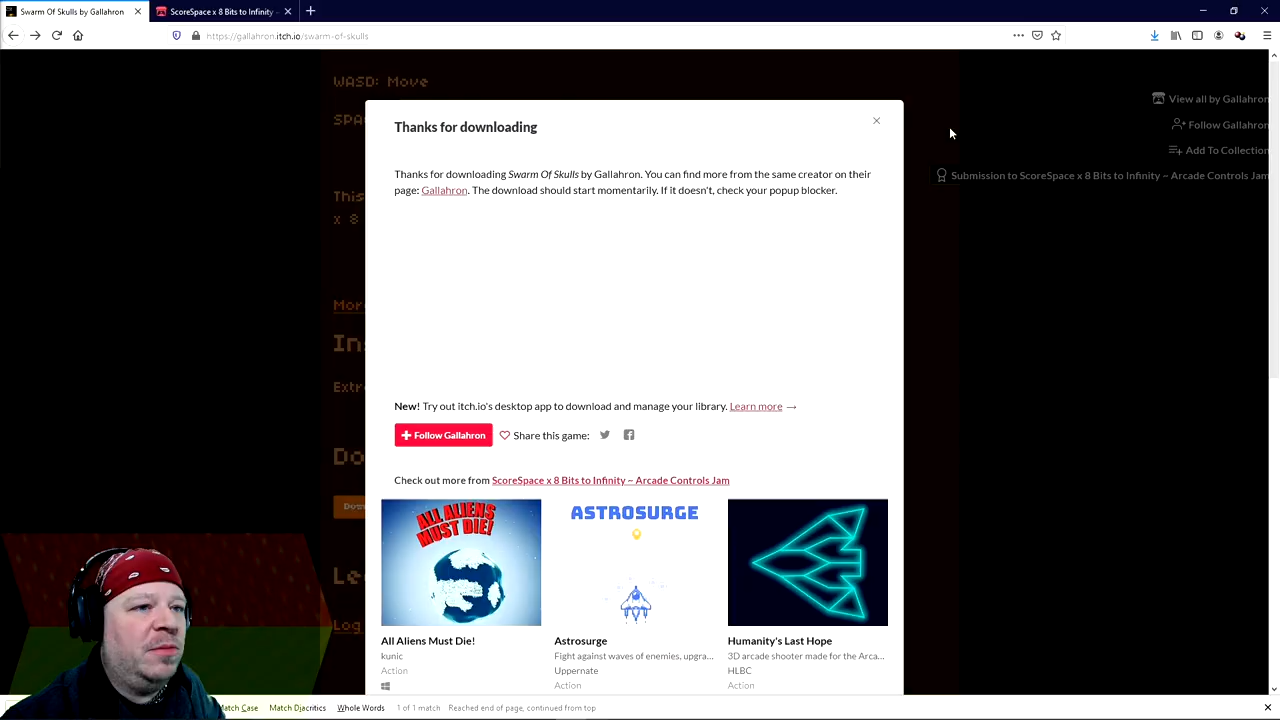 Swarm Of Skulls by Gallahron
ScoreSpace x 8 Bits to Infinity ~
https://gallahron.itch.io/swarm-of-skulls
WASD: Move
View all by Gallahron
Follow Gallahron
Add To Collection
Submission to ScoreSpace x 8 Bits to Infinity ~ Arcade Controls Jam
Thanks for downloading
Thanks for downloading Swarm Of Skulls by Gallahron. You can find more from the same creator on their
page: Gallahron. The download should start momentarily. If it doesn't, check your popup blocker.
This
x 8
New! Try out itch.io's desktop app to download and manage your library. Learn more →
Follow Gallahron
Share this game:
Check out more from ScoreSpace x 8 Bits to Infinity ~ Arcade Controls Jam
ALL ALIENS MUST DIE!
ASTROSURGE
All Aliens Must Die!
kunic
Action
Astrosurge
Fight against waves of enemies, upgra...
Uppernate
Action
Humanity's Last Hope
3D arcade shooter made for the Arca...
HLBC
Action
Match Case
Match Diacritics
Whole Words
1 of 1 match
Reached end of page, continued from top